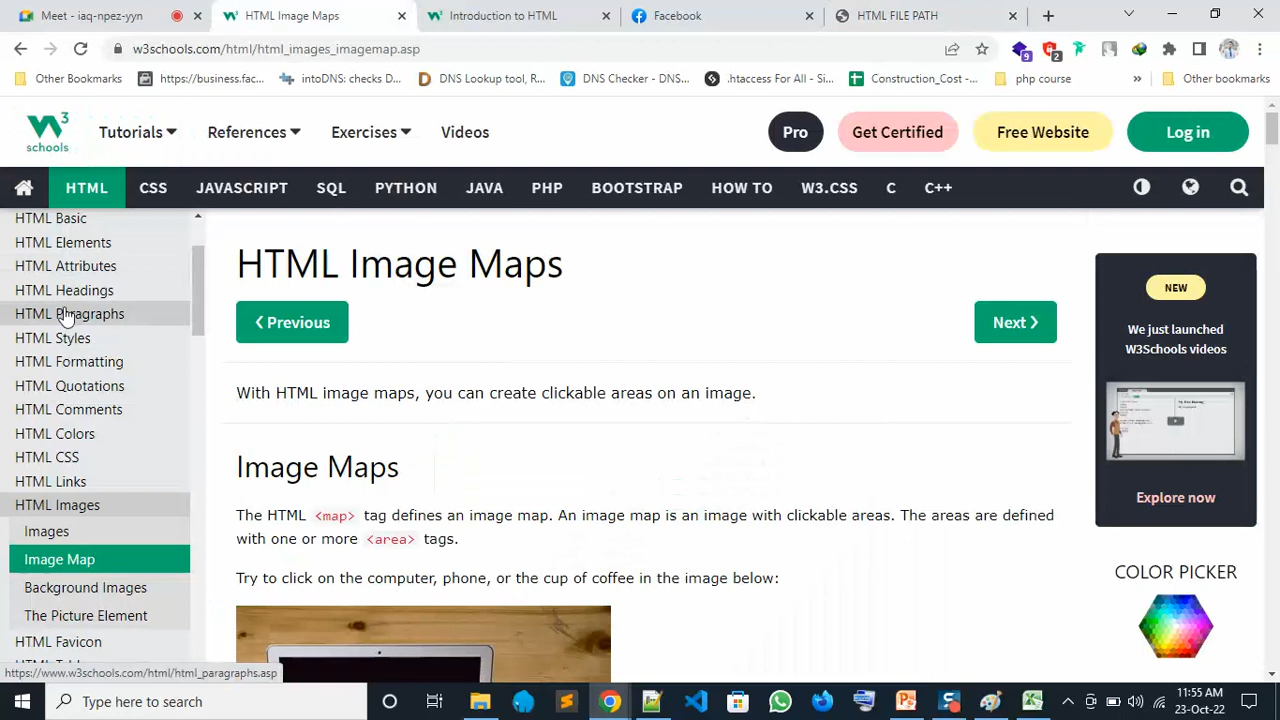 Meet - iaq-npez-yyn
HTML Image Maps
Introduction to HTML
Facebook
HTML FILE PATH
w3schools.com/html/html_images_imagemap.asp
9
2
Other Bookmarks
https://business.fac...
intoDNS: checks D...
DNS Lookup tool, R...
DNS Checker - DNS...
.htaccess For All - Si...
Construction_Cost -...
php course
»
Other bookmarks
W3
schools
Tutorials
References
Exercises
Videos
Pro
Get Certified
Free Website
Log in
HTML
CSS
JAVASCRIPT
SQL
PYTHON
JAVA
PHP
BOOTSTRAP
HOW TO
W3.CSS
C
C++
HTML Basic
HTML Elements
HTML Attributes
HTML Headings
HTML Paragraphs
HTML Styles
HTML Formatting
HTML Quotations
HTML Comments
HTML Colors
HTML CSS
HTML Links
HTML Images
Images
Image Map
Background Images
The Picture Element
HTML Favicon
https://www.w3schools.com/html/html_paragraphs.asp
HTML Image Maps
❮ Previous
Next ❯
With HTML image maps, you can create clickable areas on an image.
Image Maps
The HTML <map> tag defines an image map. An image map is an image with clickable areas. The areas are defined
with one or more <area> tags.
Try to click on the computer, phone, or the cup of coffee in the image below:
NEW
We just launched
W3Schools videos
Explore now
COLOR PICKER
Type here to search
11:55 AM
23-Oct-22